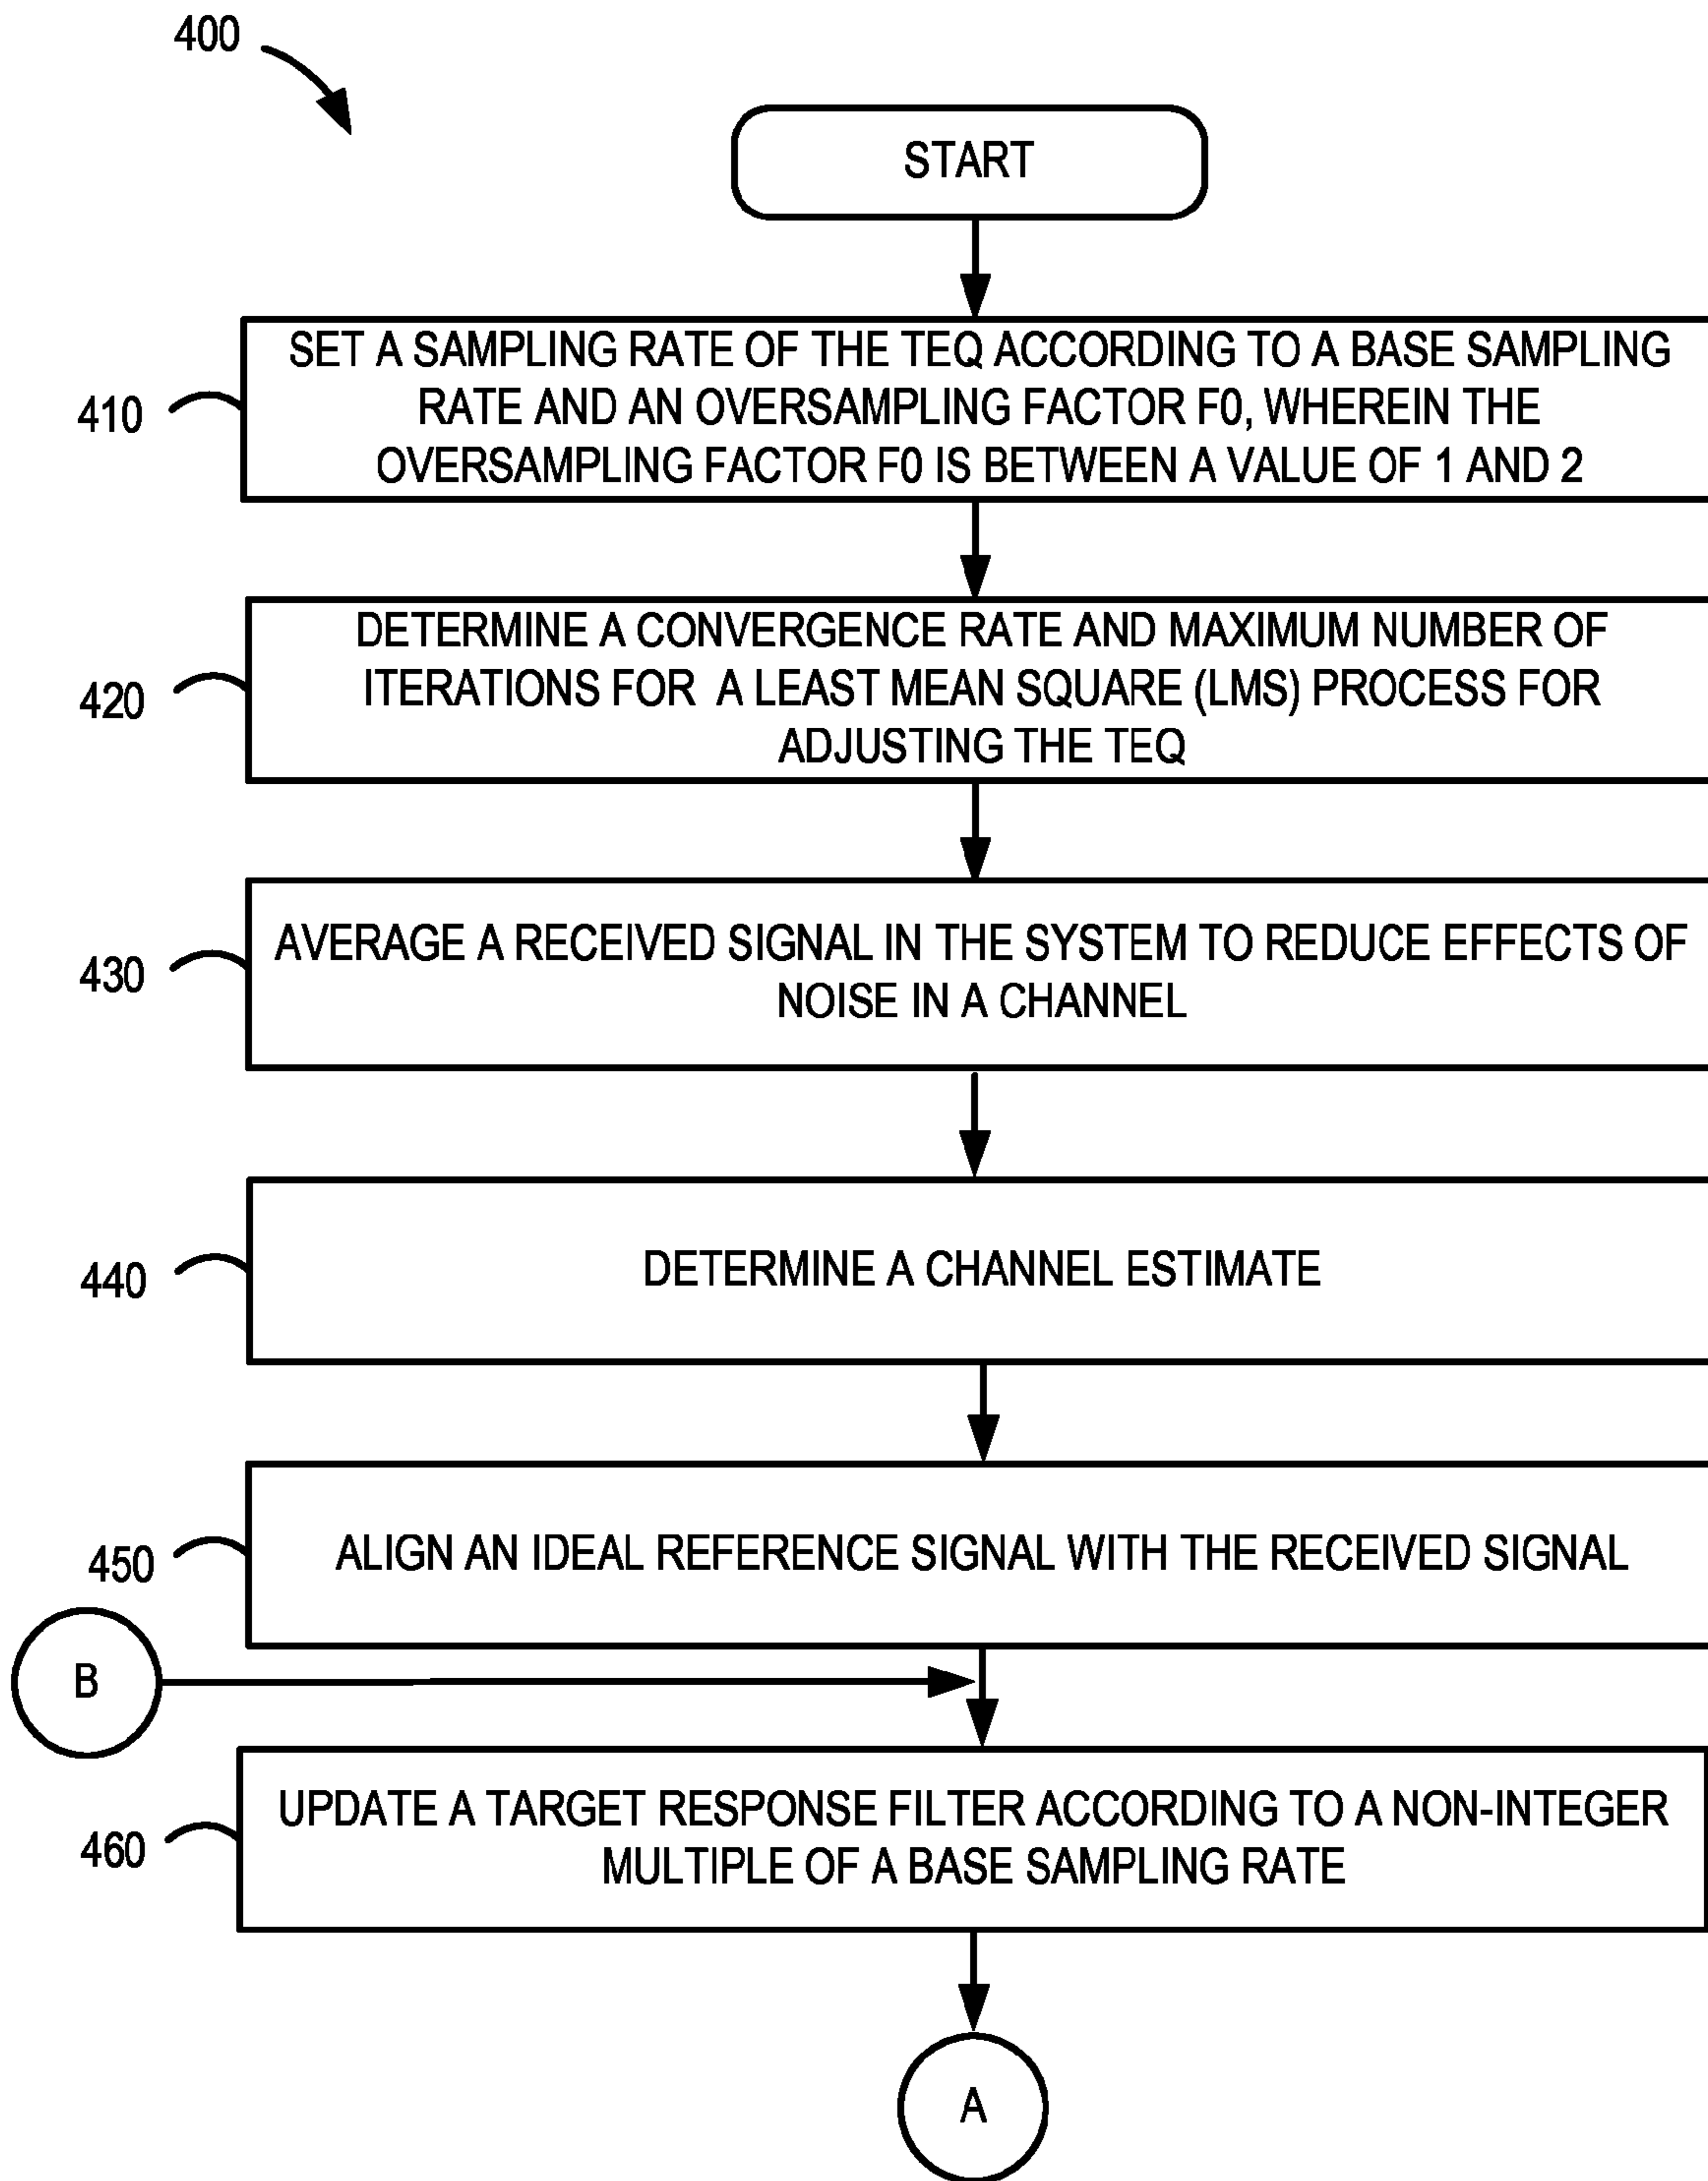 400
START
410
SET A SAMPLING RATE OF THE TEQ ACCORDING TO A BASE SAMPLING
RATE AND AN OVERSAMPLING FACTOR F0, WHEREIN THE
OVERSAMPLING FACTOR F0 IS BETWEEN A VALUE OF 1 AND 2
420
DETERMINE A CONVERGENCE RATE AND MAXIMUM NUMBER OF
ITERATIONS FOR A LEAST MEAN SQUARE (LMS) PROCESS FOR
ADJUSTING THE TEQ
430
AVERAGE A RECEIVED SIGNAL IN THE SYSTEM TO REDUCE EFFECTS OF
NOISE IN A CHANNEL
440
DETERMINE A CHANNEL ESTIMATE
450
ALIGN AN IDEAL REFERENCE SIGNAL WITH THE RECEIVED SIGNAL
B
460
UPDATE A TARGET RESPONSE FILTER ACCORDING TO A NON-INTEGER
MULTIPLE OF A BASE SAMPLING RATE
A